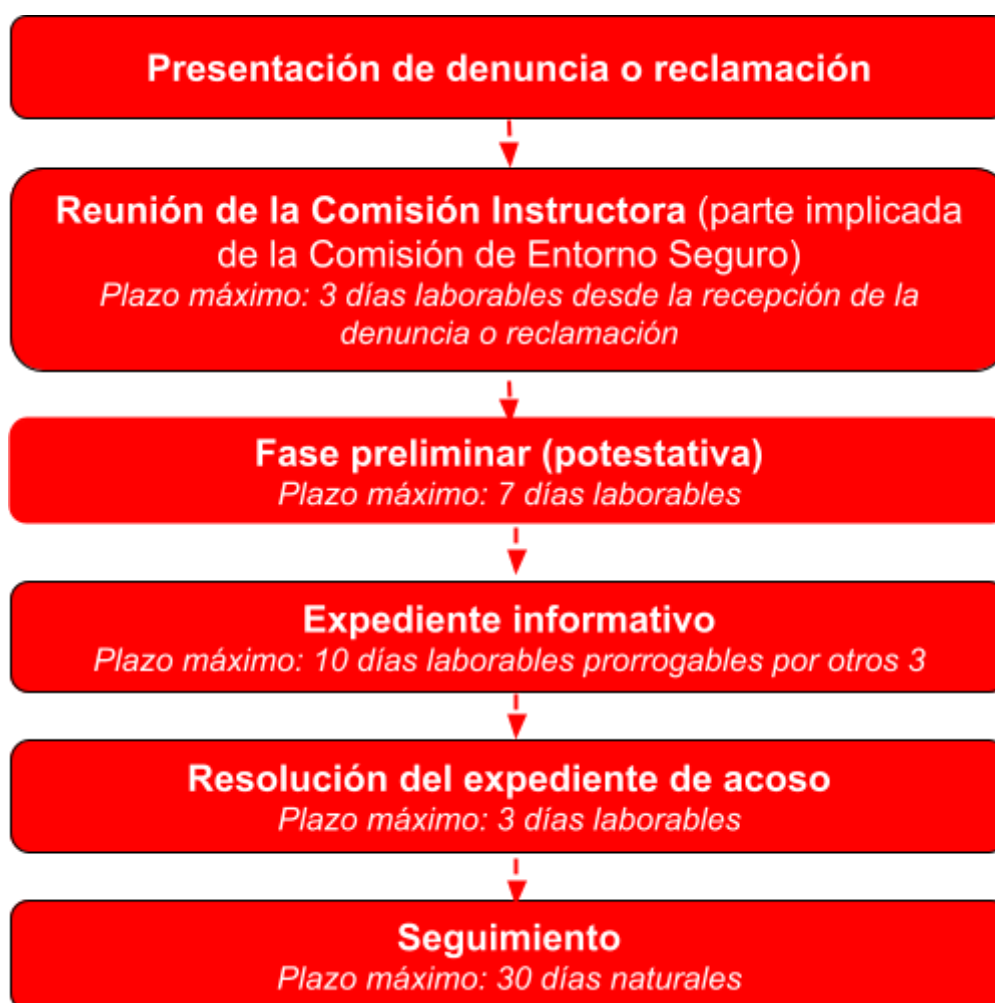 Presentación de denuncia o reclamación
Reunión de la Comisión Instructora (parte implicada
de la Comisión de Entorno Seguro)
Plazo máximo: 3 días laborables desde la recepción de la
denuncia o reclamación
Fase preliminar (potestativa)
Plazo máximo: 7 días laborables
Expediente informativo
Plazo máximo: 10 días laborables prorrogables por otros 3
Resolución del expediente de acoso
Plazo máximo: 3 días laborables
Seguimiento
Plazo máximo: 30 días naturales